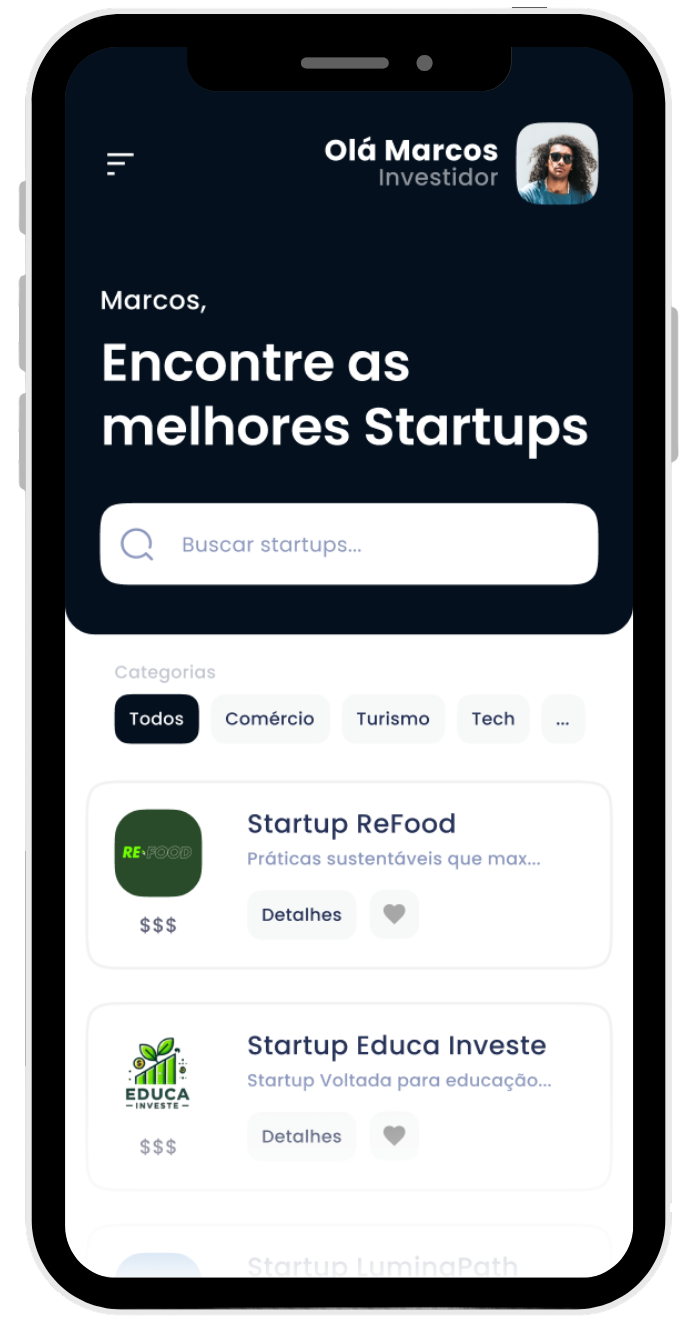 Olá Marcos
Investidor
Marcos,
Encontre as
melhores Startups
Buscar startups...
Categorias
Todos Comércio Turismo Tech ...
RE-FOOD
Startup ReFood
Práticas sustentáveis que max...
$$$
Detalhes
EDUCA
INVESTE
Startup Educa Investe
Startup Voltada para educação...
$$$
Detalhes
Startup LuminaPath